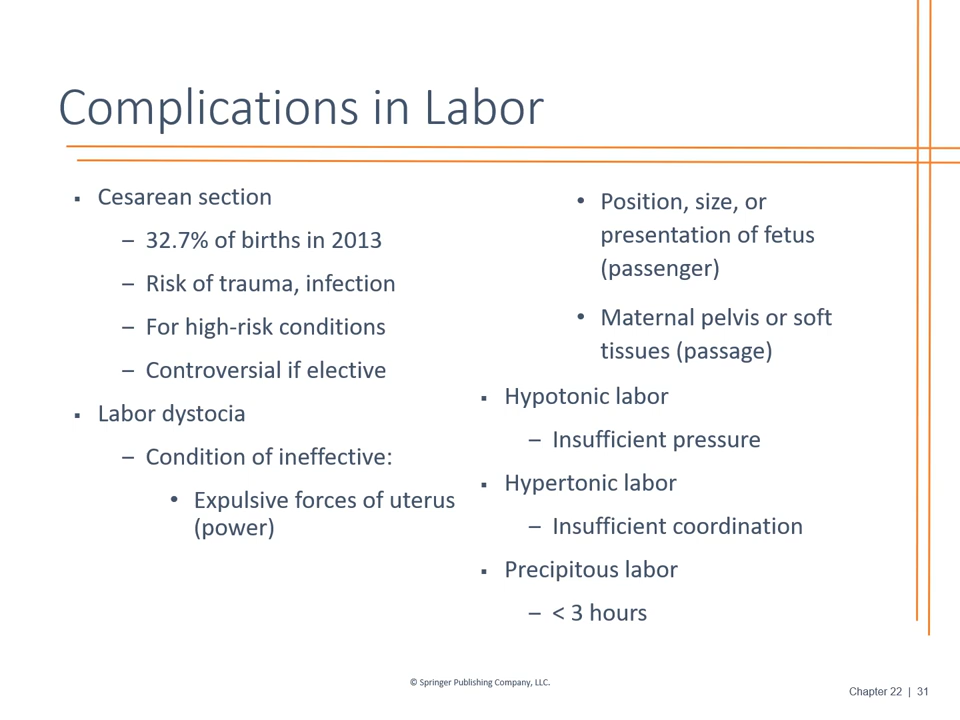 Complications in Labor
▪ Cesarean section
– 32.7% of births in 2013
– Risk of trauma, infection
– For high-risk conditions
– Controversial if elective
▪ Labor dystocia
– Condition of ineffective:
• Expulsive forces of uterus
(power)
• Position, size, or
presentation of fetus
(passenger)
• Maternal pelvis or soft
tissues (passage)
▪ Hypotonic labor
– Insufficient pressure
▪ Hypertonic labor
– Insufficient coordination
▪ Precipitous labor
– < 3 hours
© Springer Publishing Company, LLC.
Chapter 22 | 31